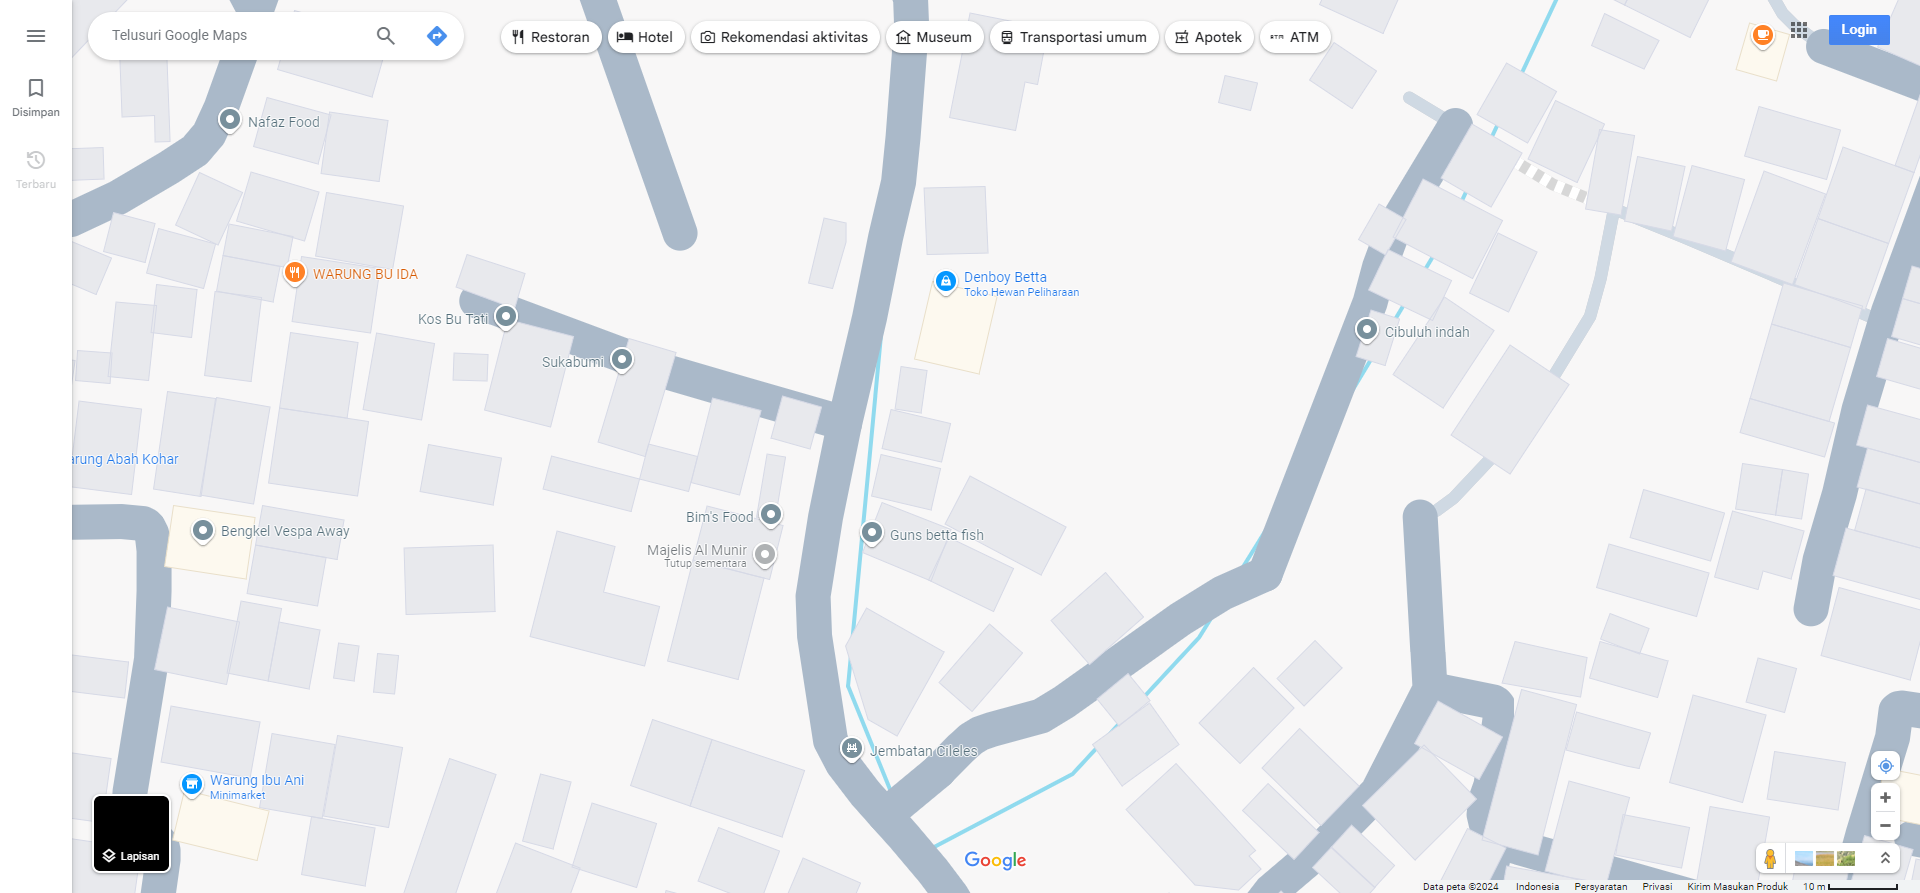 Telusuri Google Maps
Restoran
Hotel
Rekomendasi aktivitas
Museum
Transportasi umum
Apotek
ATM
Login
Disimpan
Terbaru
Nafaz Food
WARUNG BU IDA
Kos Bu Tati
Sukabumi
Denboy Betta
Toko Hewan Peliharaan
Cibuluh indah
arung Abah Kohar
Bengkel Vespa Away
Bim's Food
Majelis Al Munir
Tutup sementara
Guns betta fish
Jembatan Cileles
Warung Ibu Ani
Minimarket
Lapisan
Google
Data peta ©2024
Indonesia
Persyaratan
Privasi
Kirim Masukan Produk
10 m